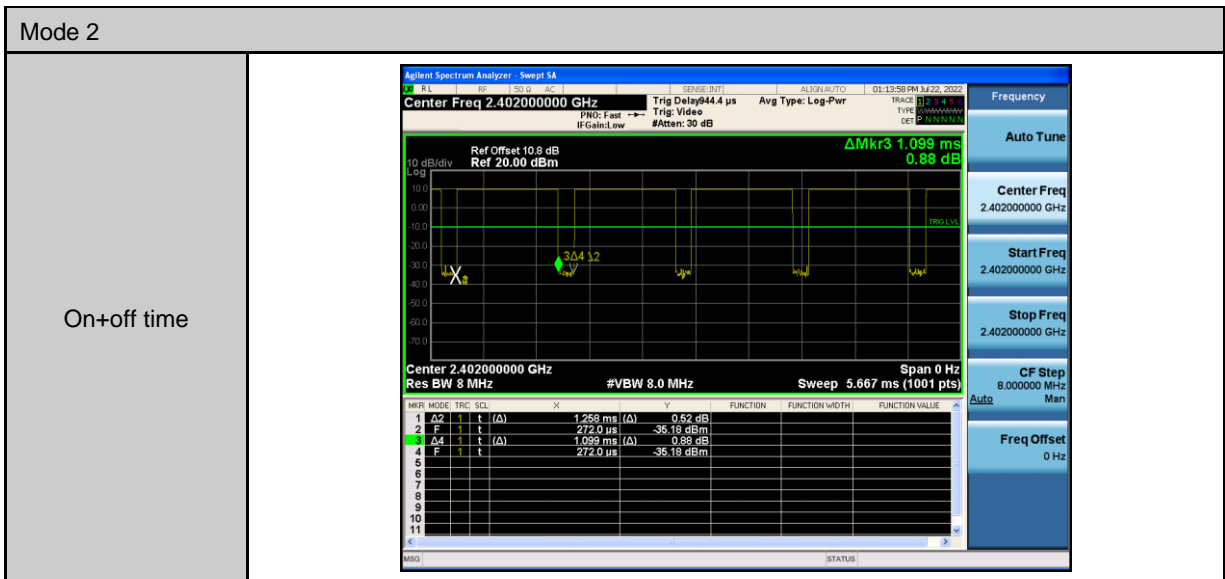 Mode 2
On+off time
Agilent Spectrum Analyzer - Swept SA
RL RF 50 Ω AC SENSE:INT ALIGN AUTO 01:13:58 PM Jul 22, 2022
Center Freq 2.402000000 GHz
Trig Delay944.4 µs Avg Type: Log-Pwr
TRACE 1 2 3 4 5 6
PNO: Fast Trig: Video
TYPE
IFGain:Low #Atten: 30 dB
DET P N N N N N
ΔMkr3 1.099 ms
0.88 dB
Ref Offset 10.8 dB
10 dB/div Ref 20.00 dBm
Log
10.0
0.00
TRIG LVL
-10.0
-20.0
3Δ4
-30.0
-40.0
-50.0
-60.0
-70.0
Center 2.402000000 GHz Span 0 Hz
Res BW 8 MHz #VBW 8.0 MHz Sweep 5.667 ms (1001 pts)
MKR MODE TRC SCL X Y FUNCTION FUNCTION WIDTH FUNCTION VALUE
1 Δ2 1 t (Δ) 1.258 ms (Δ) 0.52 dB
2 F 1 t 272.0 µs -35.18 dBm
3 Δ4 1 t (Δ) 1.099 ms (Δ) 0.88 dB
4 F 1 t 272.0 µs -35.18 dBm
5
6
7
8
9
10
11
MSG STATUS
Frequency
Auto Tune
Center Freq
2.402000000 GHz
Start Freq
2.402000000 GHz
Stop Freq
2.402000000 GHz
CF Step
8.000000 MHz
Auto Man
Freq Offset
0 Hz